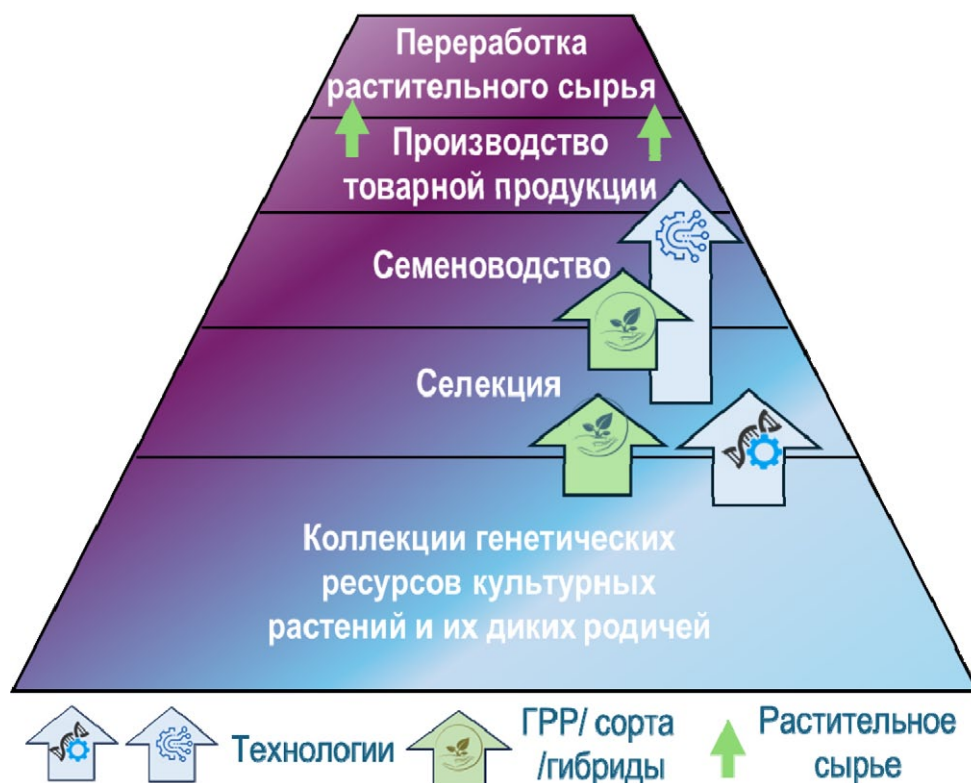 Переработка
растительного сырья
Производство
товарной продукции
Семеноводство
Селекция
Коллекции генетических
ресурсов культурных
растений и их диких родичей
Технологии
ГРР/ сорта
/гибриды
Растительное
сырье